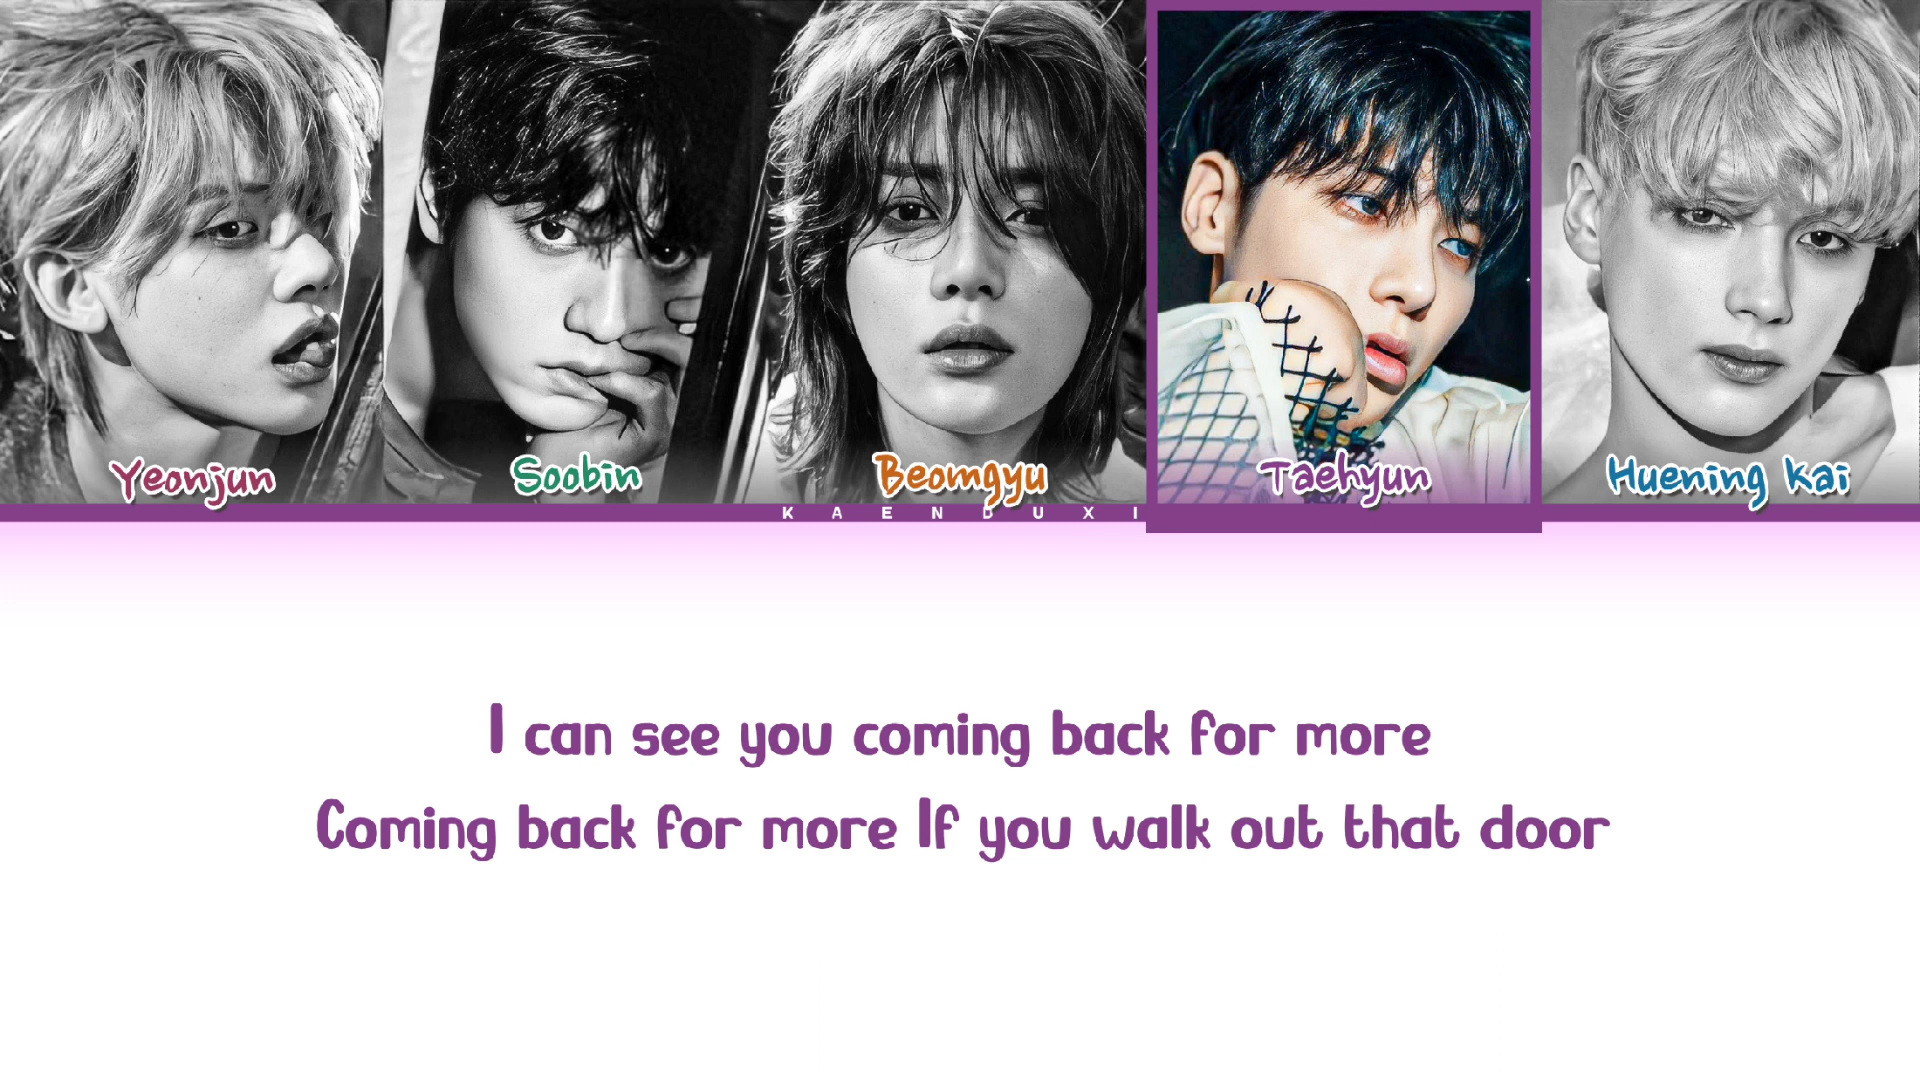 Yeonjun Soobin Beomgyu Taehyun Huening Kai
KAENDUXI
I can see you coming back for more
Coming back for more If you walk out that door